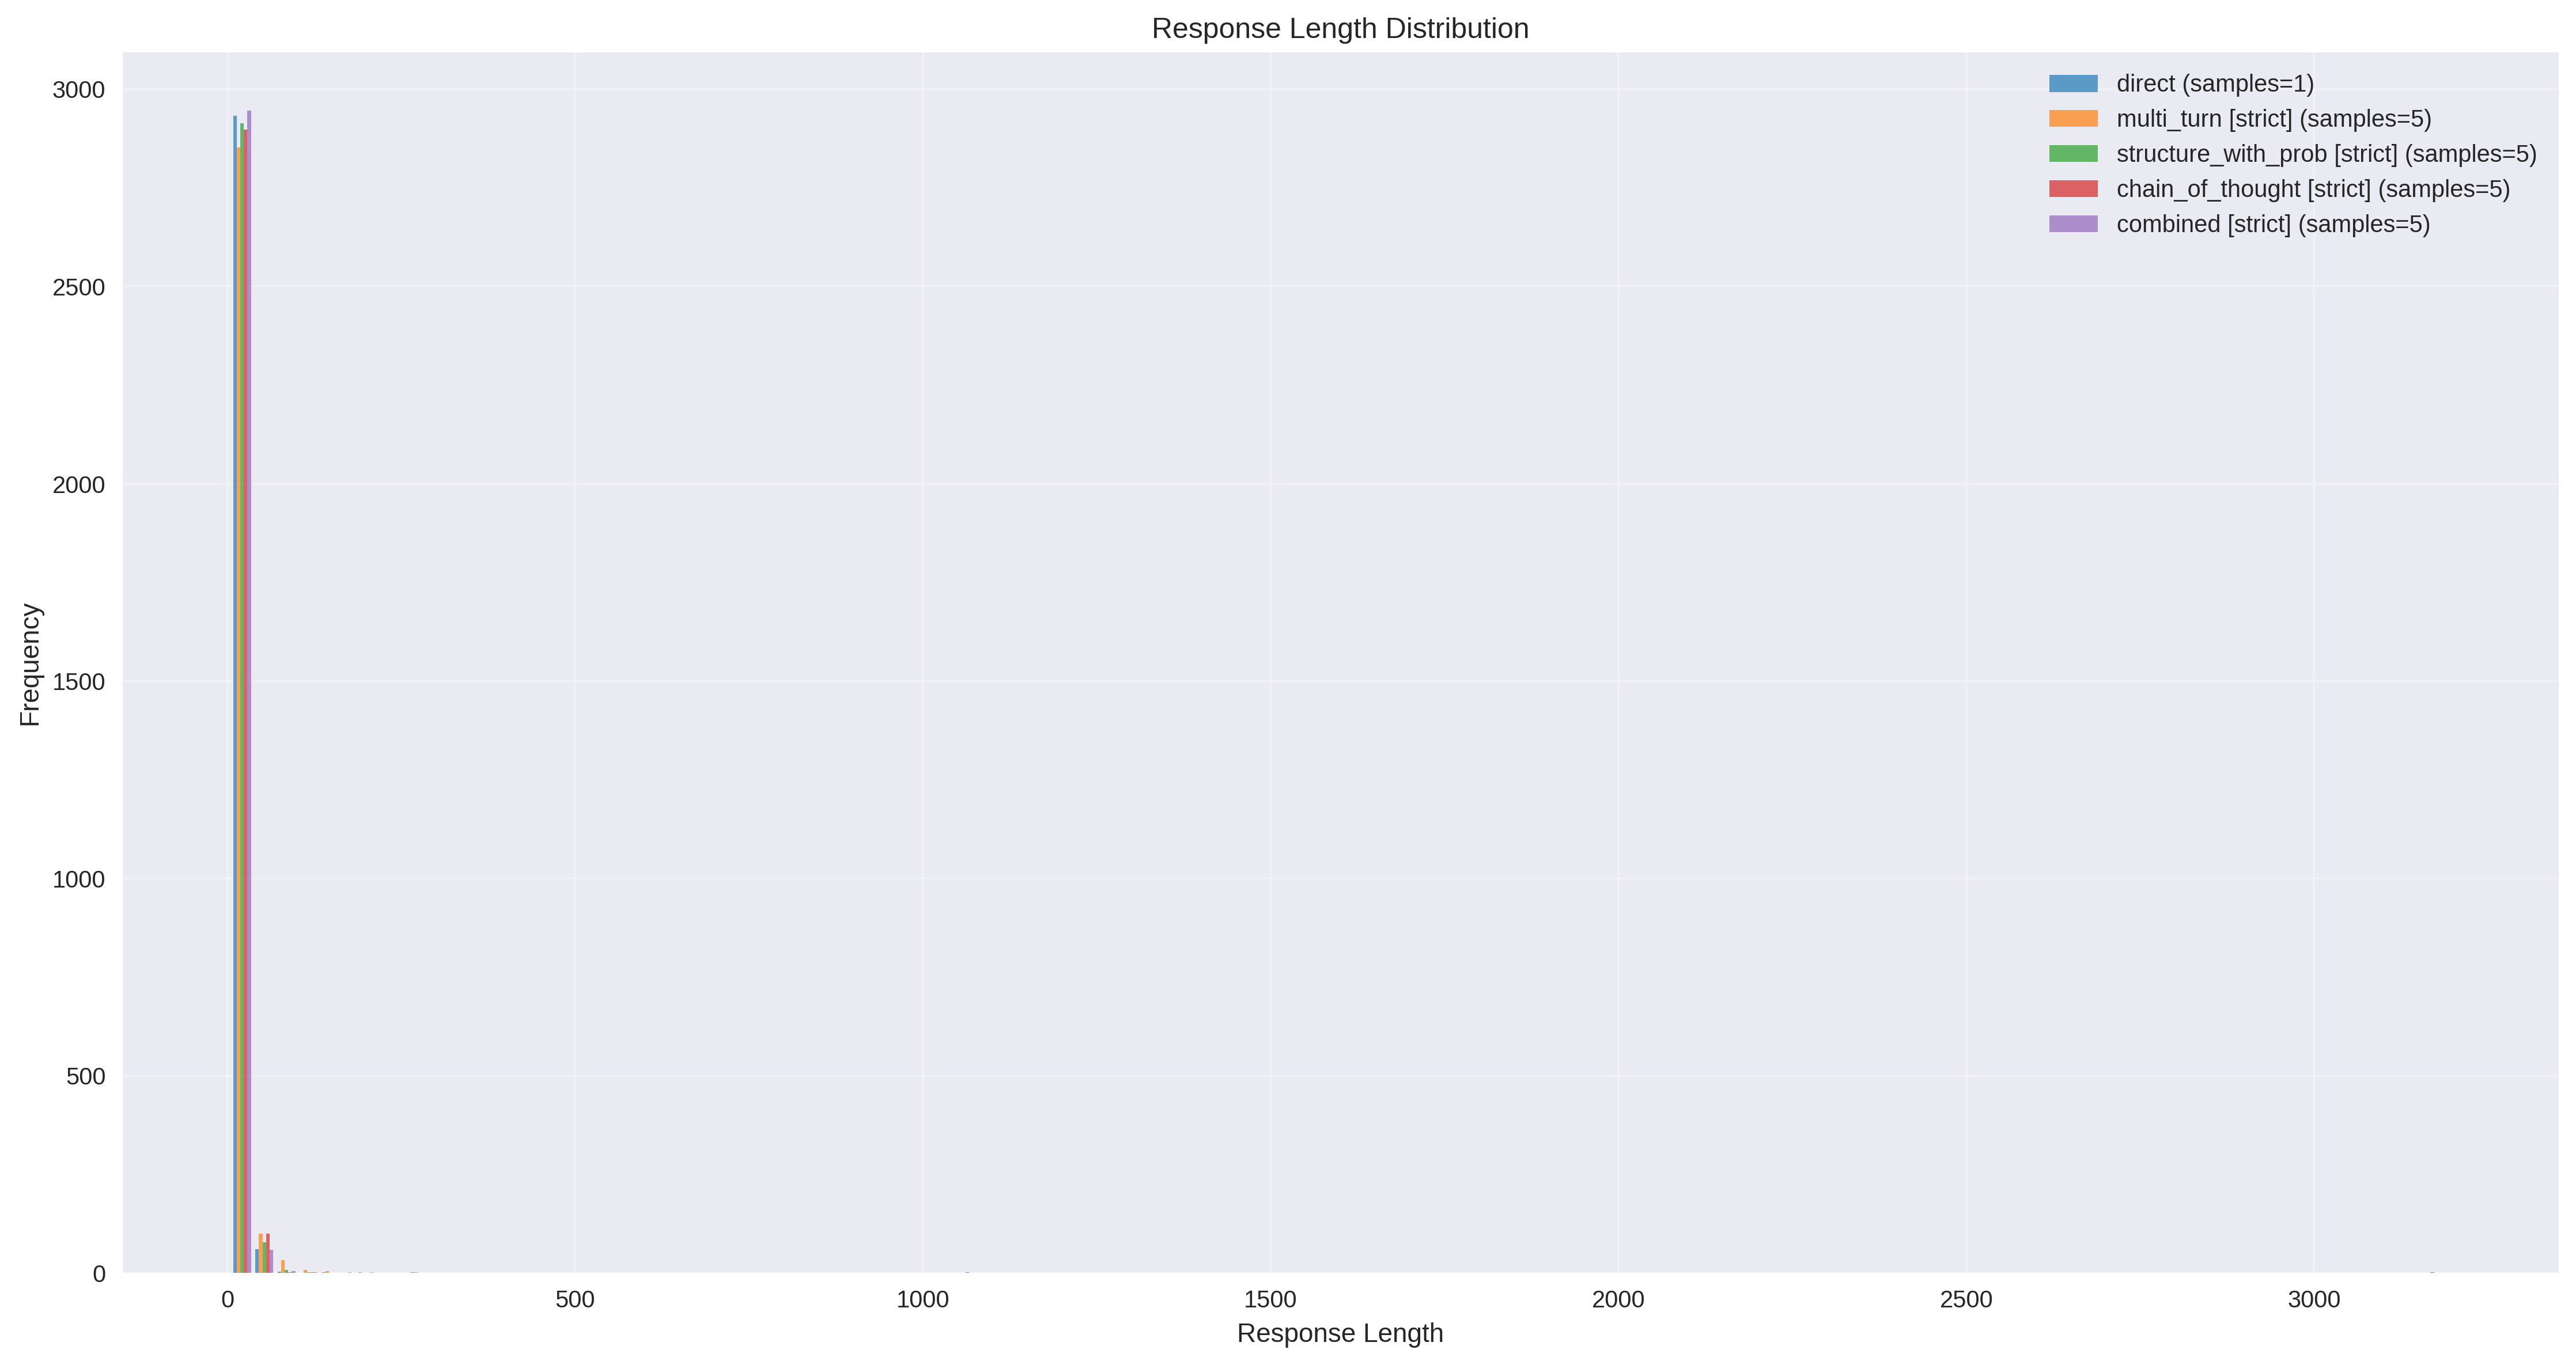 Response Length Distribution
direct (samples=1)
multi_turn [strict] (samples=5)
structure_with_prob [strict] (samples=5)
chain_of_thought [strict] (samples=5)
combined [strict] (samples=5)
Frequency
3000
2500
2000
1500
1000
500
0
0 500 1000 1500 2000 2500 3000
Response Length